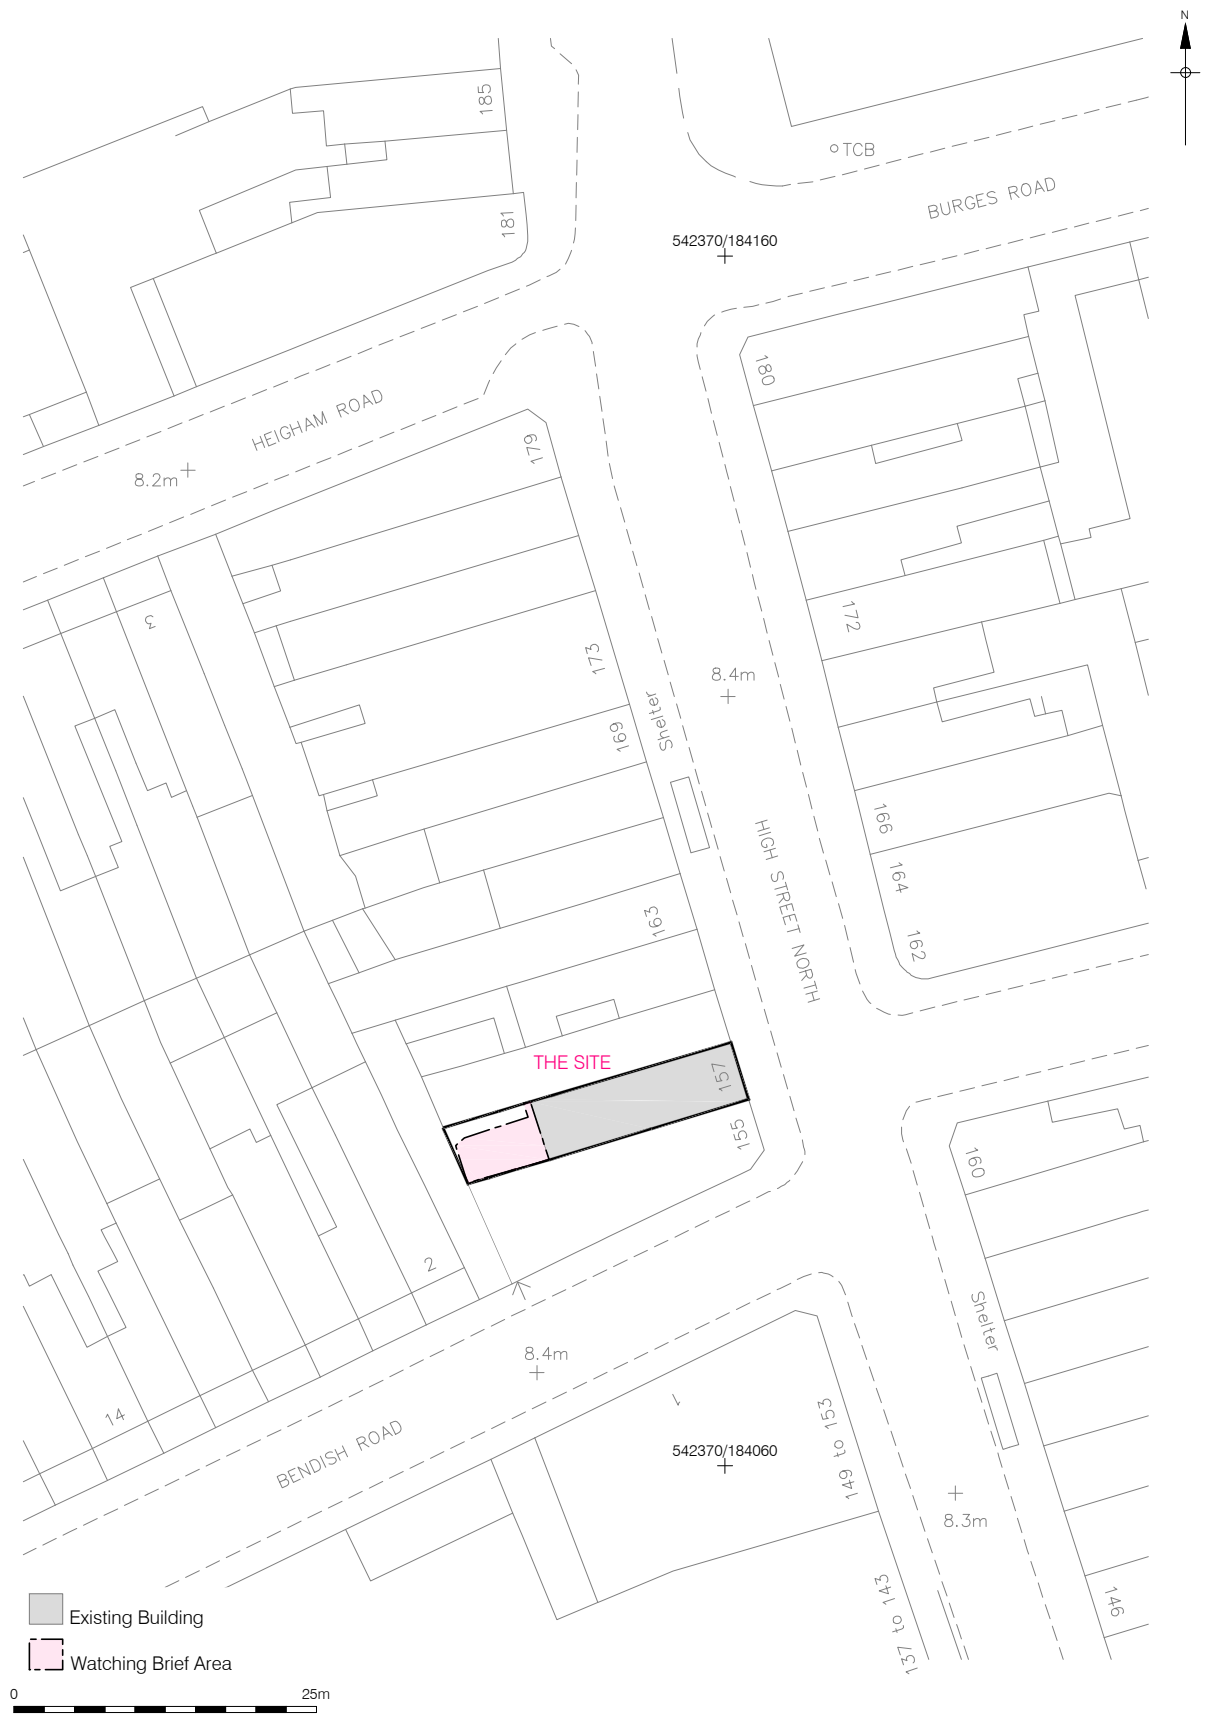 N
185
TCB
BURGES ROAD
181
542370/184160
180
HEIGHAM ROAD
179
8.2m
3
172
173
8.4m
Shelter
169
166
HIGH STREET NORTH
164
163
162
THE SITE
157
155
160
2
Shelter
8.4m
1
14
149 to 153
BENDISH ROAD
542370/184060
8.3m
137 to 143
146
Existing Building
Watching Brief Area
0 25m